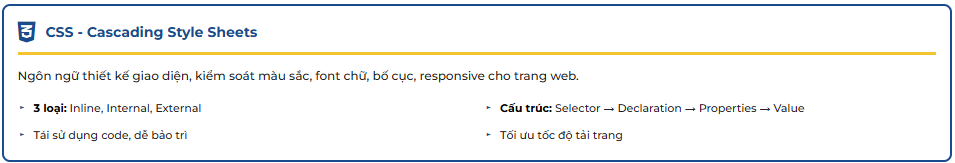 CSS - Cascading Style Sheets
Ngôn ngữ thiết kế giao diện, kiểm soát màu sắc, font chữ, bố cục, responsive cho trang web.
► 3 loại: Inline, Internal, External
► Cấu trúc: Selector → Declaration → Properties → Value
► Tái sử dụng code, dễ bảo trì
► Tối ưu tốc độ tải trang